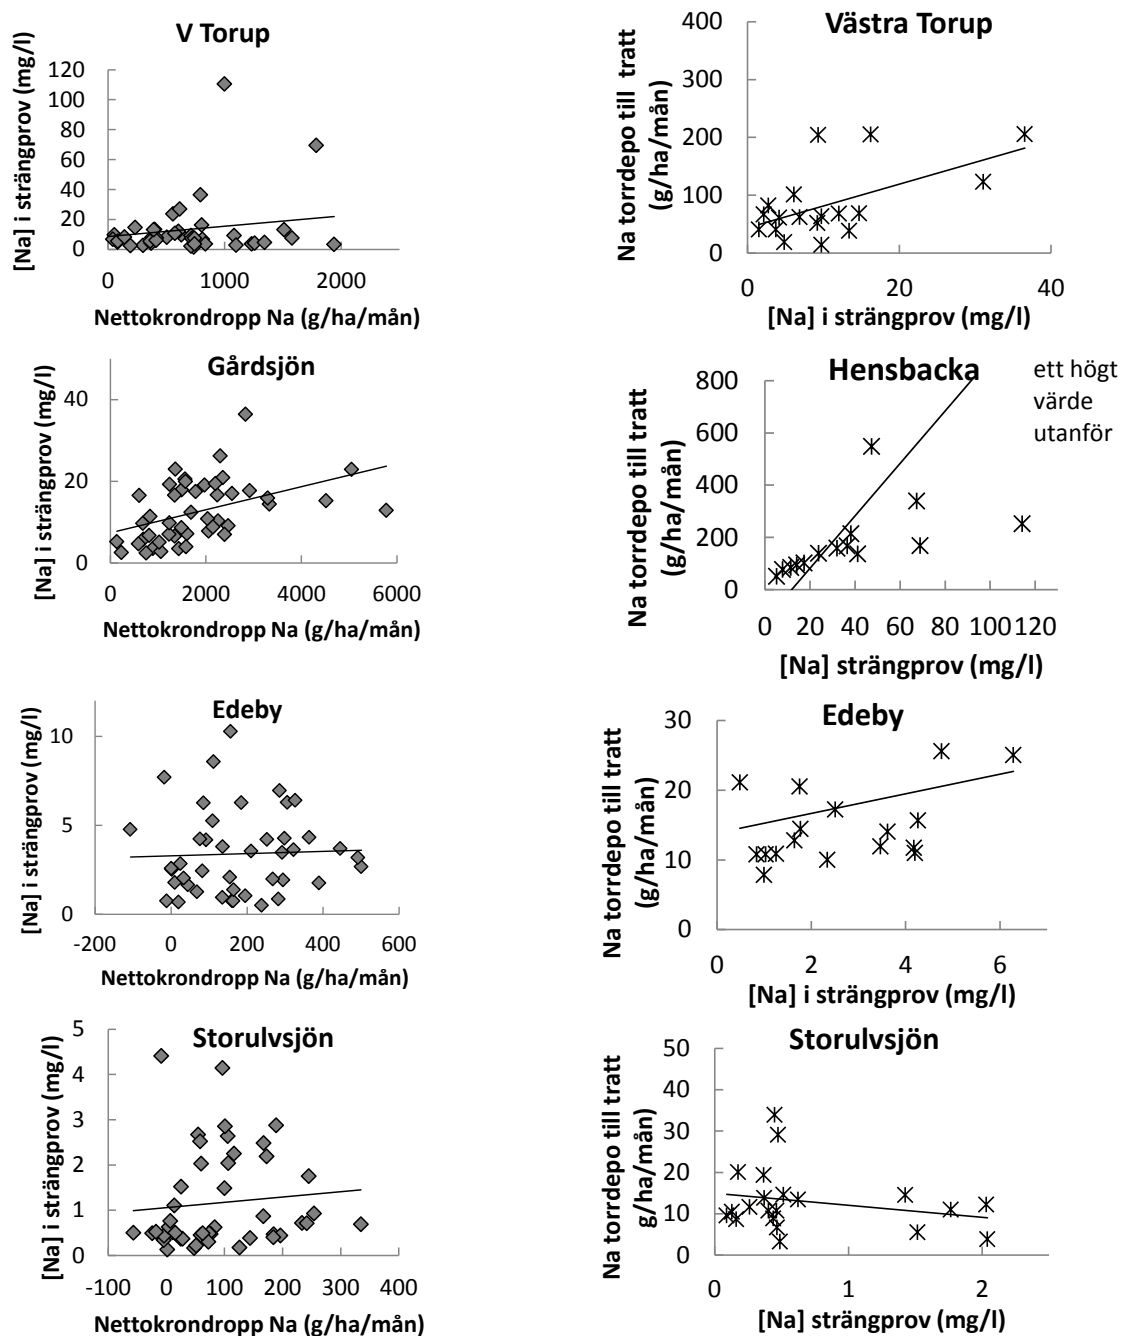 V Torup
[Na] i strängprov (mg/l)
120
100
80
60
40
20
0
0 1000 2000
Nettokrondropp Na (g/ha/mån)
Västra Torup
Na torrdepo till tratt
(g/ha/mån)
400
300
200
100
0
0 20 40
[Na] i strängprov (mg/l)
Gårdsjön
[Na] i strängprov (mg/l)
40
20
0
0 2000 4000 6000
Nettokrondropp Na (g/ha/mån)
Hensbacka
ett högt
värde
utanför
Na torrdepo till tratt
(g/ha/mån)
800
600
400
200
0
0 20 40 60 80 100 120
[Na] strängprov (mg/l)
Edeby
[Na] i strängprov (mg/l)
10
5
0
-200 0 200 400 600
Nettokrondropp Na (g/ha/mån)
Edeby
Na torrdepo till tratt
(g/ha/mån)
30
20
10
0
0 2 4 6
[Na] i strängprov (mg/l)
Storulvsjön
[Na] i strängprov (mg/l)
5
4
3
2
1
0
-100 0 100 200 300 400
Nettokrondropp Na (g/ha/mån)
Storulvsjön
Na torrdepo till tratt
g/ha/mån)
50
40
30
20
10
0
0 1 2
[Na] strängprov (mg/l)